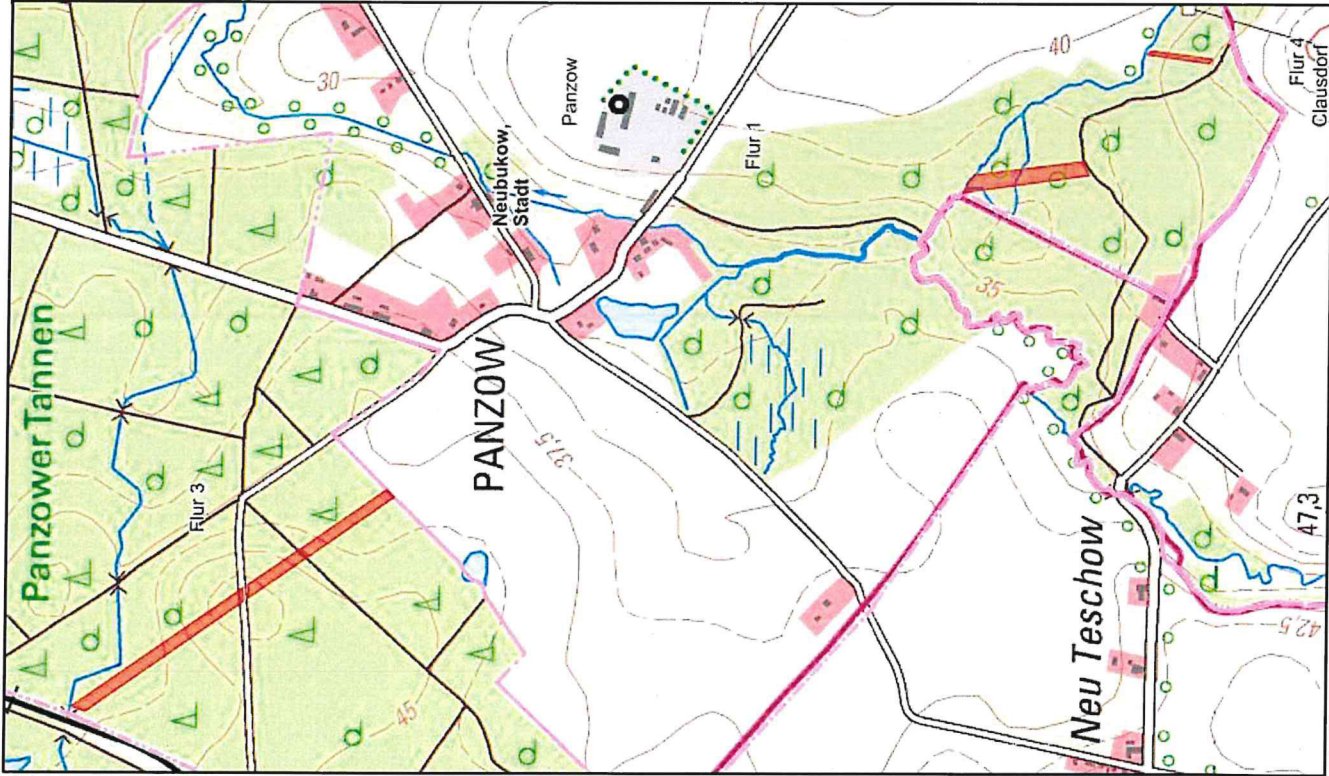 Panzower Tannen
Flur 3
30
40
Panzow
Neubukow,
Stadt
Flur 1
PANZOW
37,5
35
45
Flur 4
Clausdorf
Neu Teschow
47,3
42,5